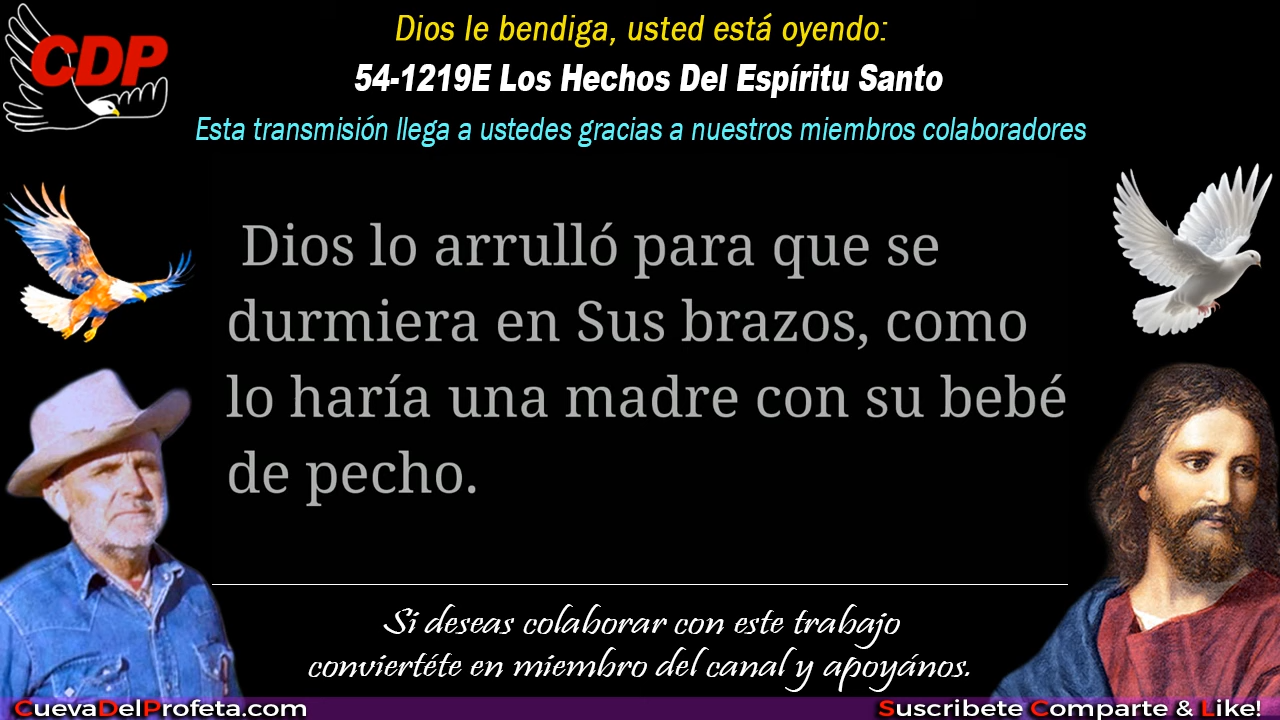 CDP
Dios le bendiga, usted está oyendo:
54-1219E Los Hechos Del Espíritu Santo
Esta transmisión llega a ustedes gracias a nuestros miembros colaboradores
Dios lo arrulló para que se
durmiera en Sus brazos, como
lo haría una madre con su bebé
de pecho.
Si deseas colaborar con este trabajo
conviertéte en miembro del canal y apoyános.
CuevaDelProfeta.com
Suscribete Comparte & Like!